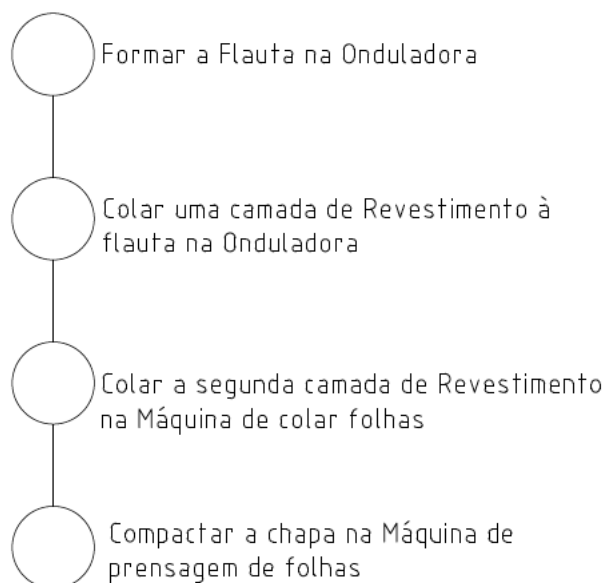 Formar a Flauta na Onduladora
Colar uma camada de Revestimento à
flauta na Onduladora
Colar a segunda camada de Revestimento
na Máquina de colar folhas
Compactar a chapa na Máquina de
prensagem de folhas